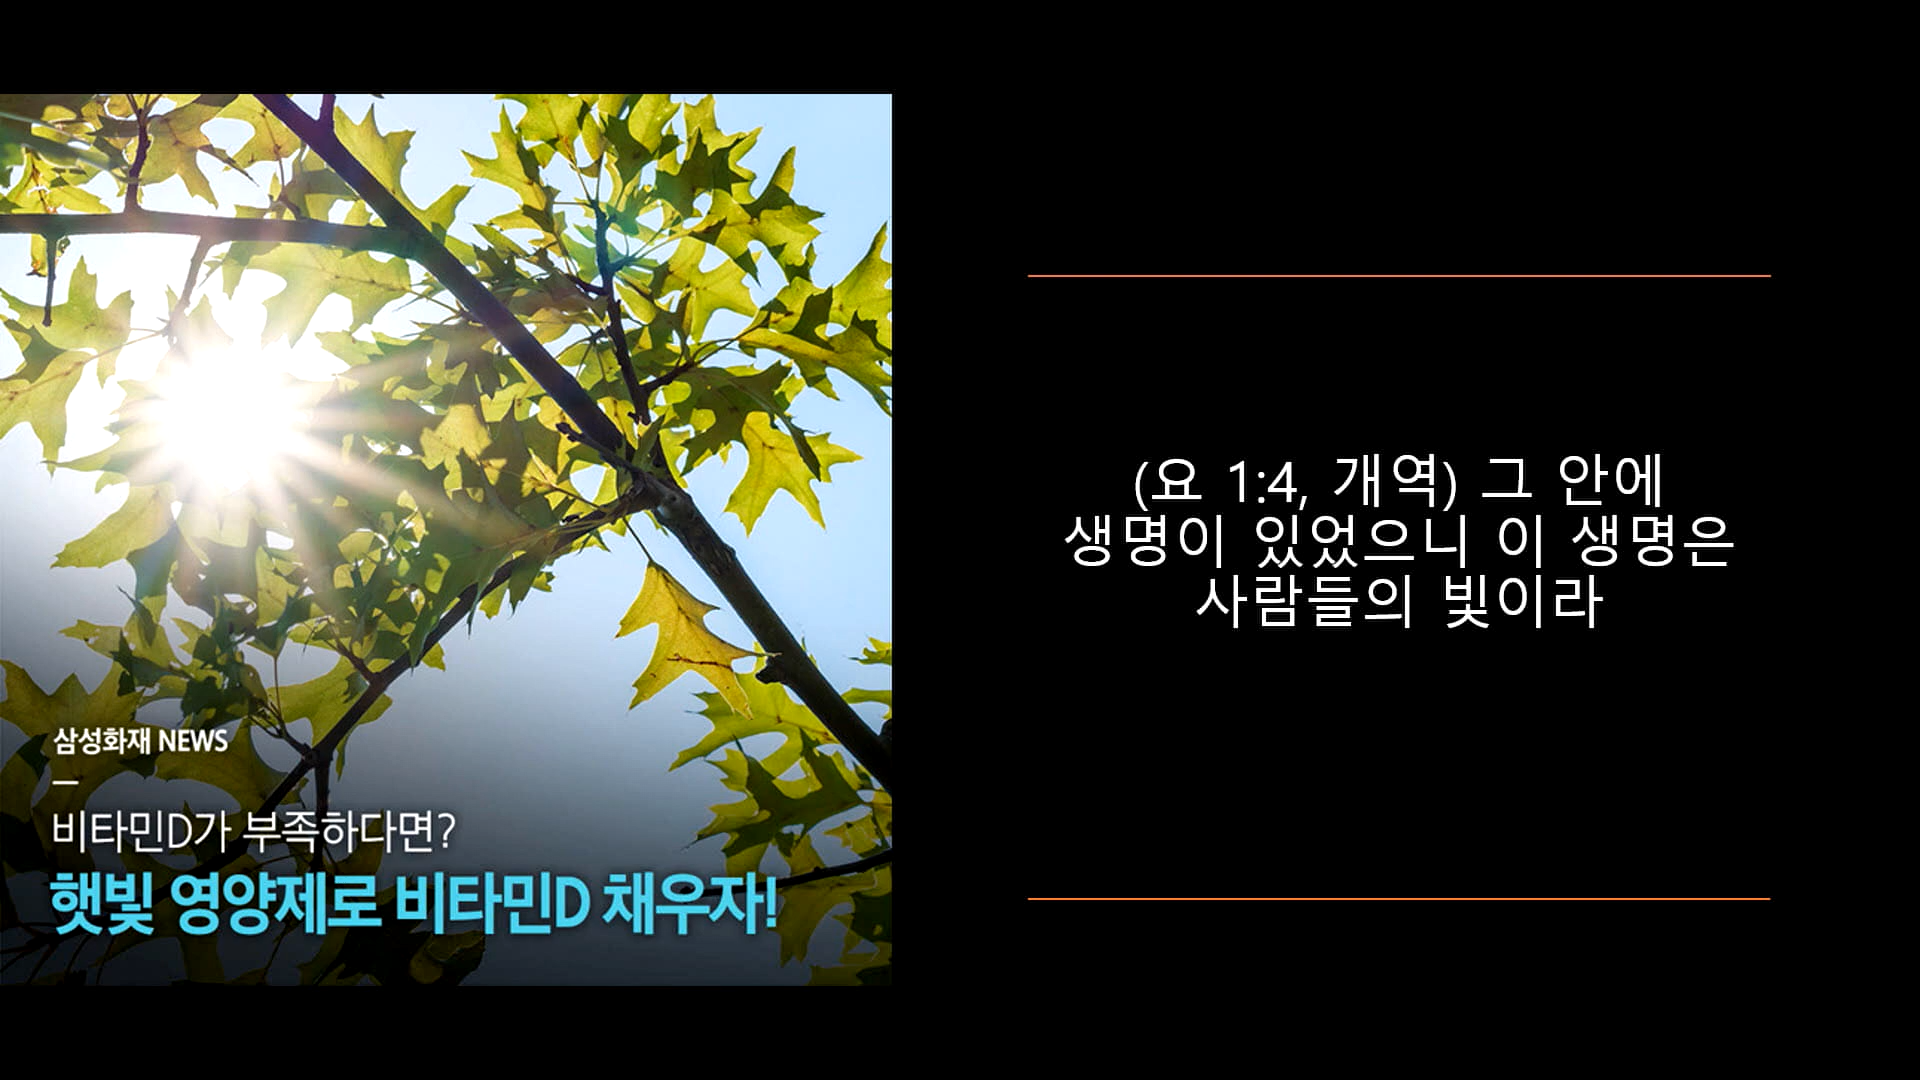 삼성화재 NEWS
비타민D가 부족하다면?
햇빛 영양제로 비타민D 채우자!
(요 1:4, 개역) 그 안에
생명이 있었으니 이 생명은
사람들의 빛이라